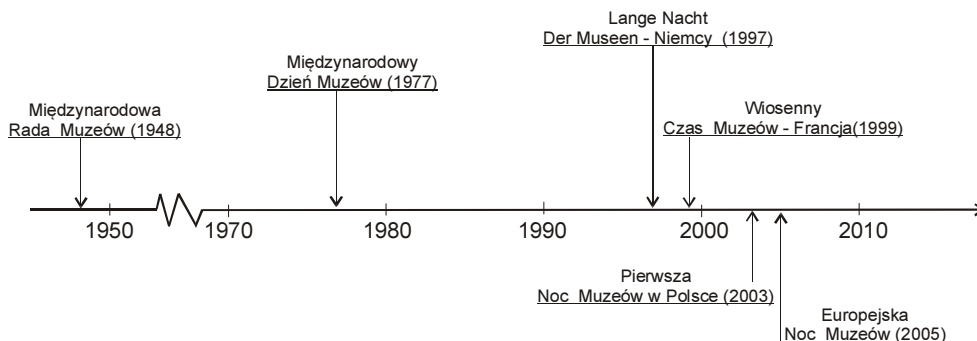 Lange Nacht
Der Museen - Niemcy (1997)
Międzynarodowy
Dzień Muzeów (1977)
Międzynarodowa
Rada Muzeów (1948)
Wiosenny
Czas Muzeów - Francja(1999)
1950
1970
1980
1990
2000
2010
Pierwsza
Noc Muzeów w Polsce (2003)
Europejska
Noc Muzeów (2005)